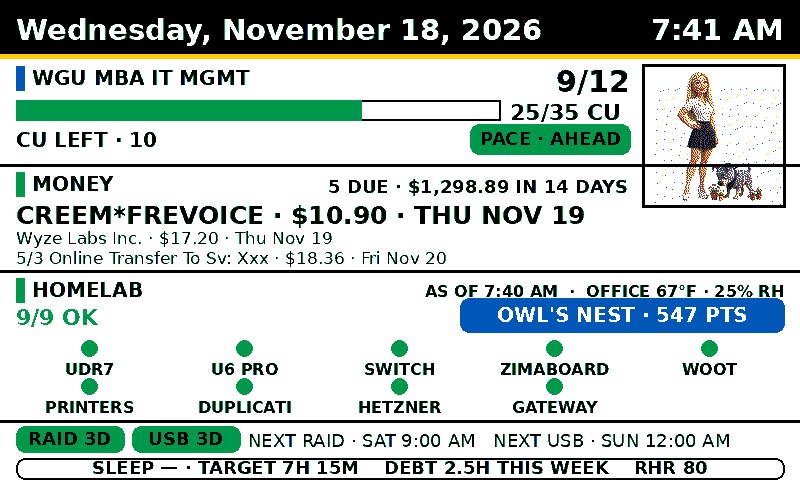 Wednesday, November 18, 2026 7:41 AM
WGU MBA IT MGMT 9/12
25/35 CU
CU LEFT · 10 PACE · AHEAD
MONEY 5 DUE · $1,298.89 IN 14 DAYS
CREEM*FREVOICE · $10.90 · THU NOV 19
Wyze Labs Inc. · $17.20 · Thu Nov 19
5/3 Online Transfer To Sv: Xxx · $18.36 · Fri Nov 20
HOMELAB AS OF 7:40 AM · OFFICE 67°F · 25% RH
9/9 OK OWL'S NEST · 547 PTS
UDR7 U6 PRO SWITCH ZIMABOARD WOOT
PRINTERS DUPLICATI HETZNER GATEWAY
RAID 3D USB 3D NEXT RAID · SAT 9:00 AM NEXT USB · SUN 12:00 AM
SLEEP — · TARGET 7H 15M DEBT 2.5H THIS WEEK RHR 80